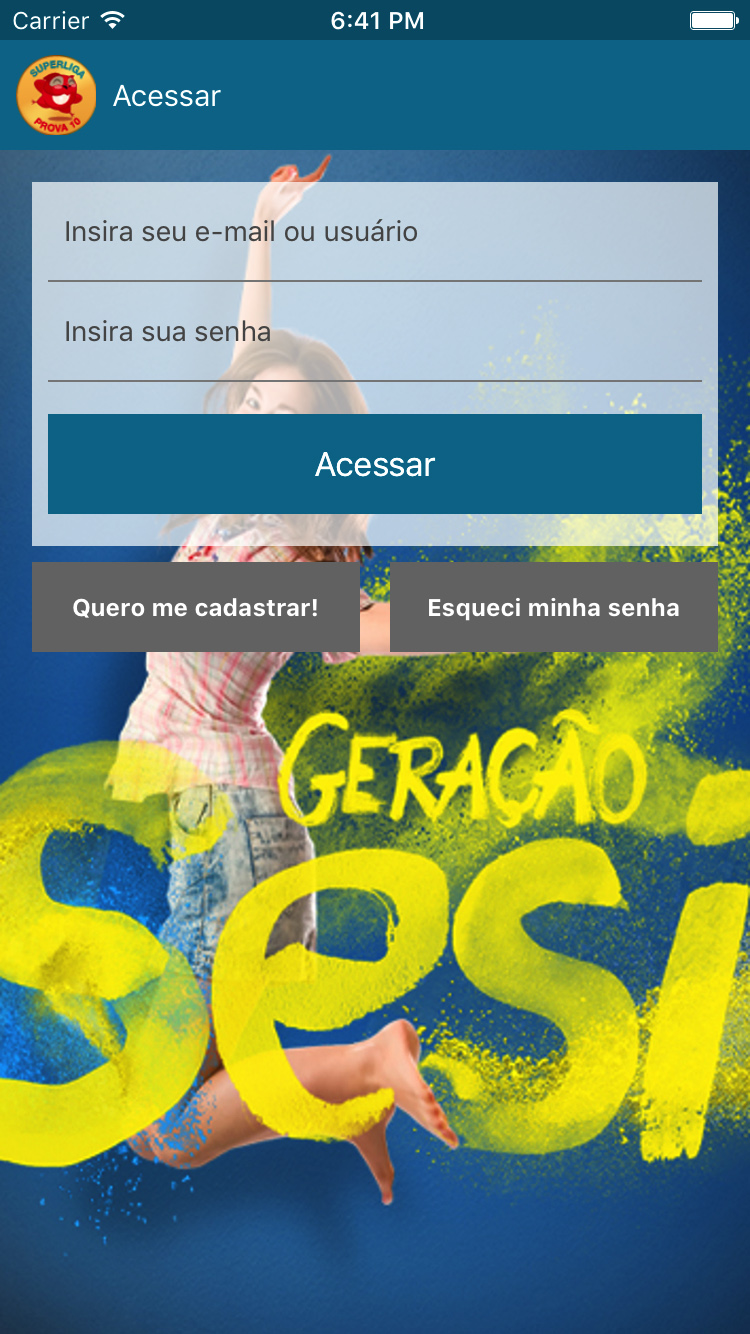 Carrier
6:41 PM
SUPERLIGA
PROVA 10
Acessar
Insira seu e-mail ou usuário
Insira sua senha
Acessar
Quero me cadastrar!
Esqueci minha senha
GERAÇÃO
Sesi